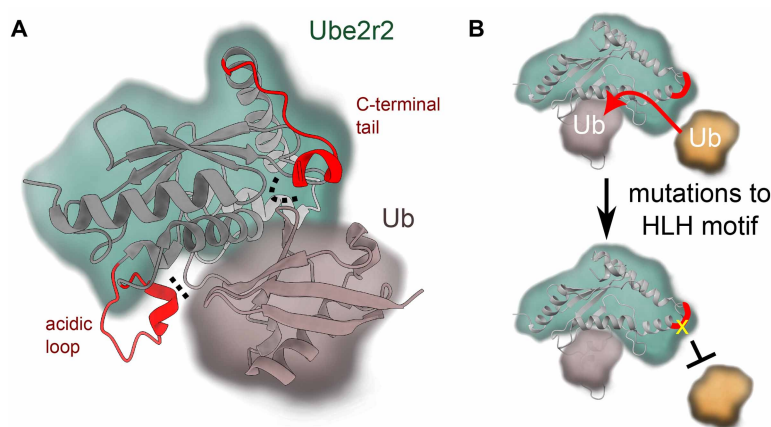 A
Ube2r2
C-terminal
tail
Ub
acidic
loop
B
Ub
Ub
mutations to
HLH motif
X